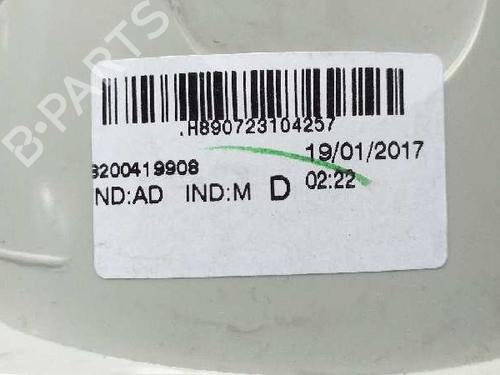 B-PARTS
.H890723104257
8200419908
19/01/2017
IND:AD IND:M D
02:22